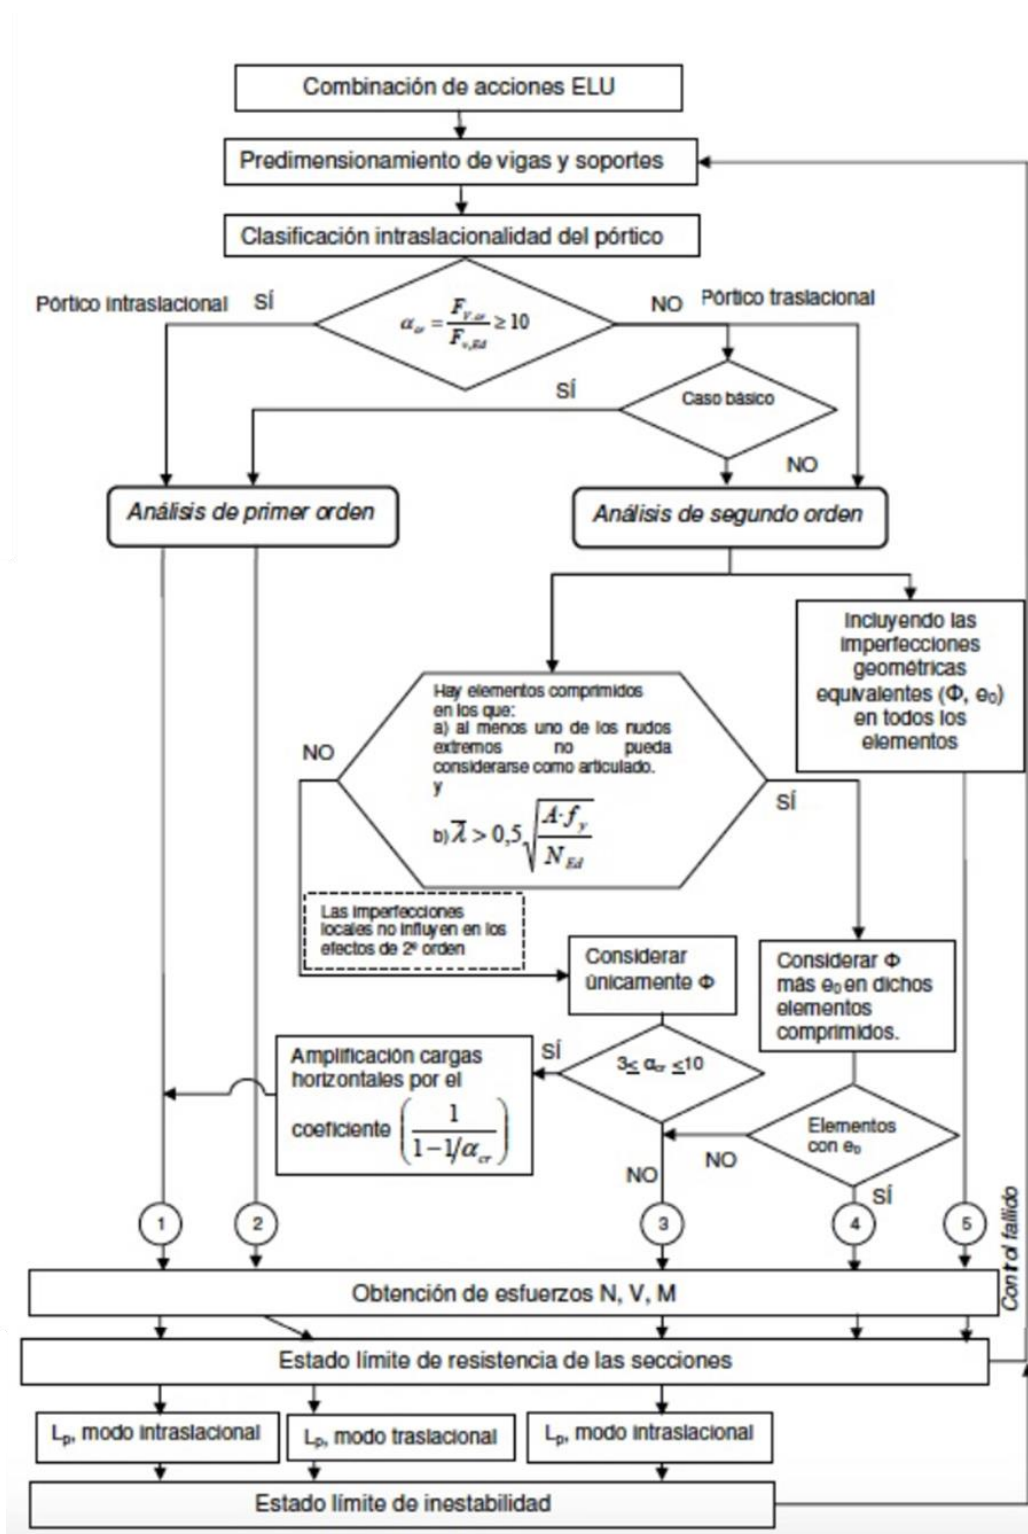 Combinación de acciones ELU
Predimensionamiento de vigas y soportes
Clasificación intraslacionalidad del pórtico
Pórtico intraslacional
SÍ
α_cr = F_V,cr / F_v,Ed ≥ 10
NO
Pórtico traslacional
SÍ
Caso básico
NO
Análisis de primer orden
Análisis de segundo orden
Incluyendo las
imperfecciones
geométricas
equivalentes (Φ, e₀)
en todos los
elementos
Hay elementos comprimidos
en los que:
a) al menos uno de los nudos
extremos no pueda
considerarse como articulado.
y
b) λ̅ > 0,5 √(A·f_y / N_Ed)
NO
SÍ
Las imperfecciones
locales no influyen en los
efectos de 2º orden
Considerar
únicamente Φ
Considerar Φ
más e₀ en dichos
elementos
comprimidos.
Amplificación cargas
horizontales por el
coeficiente (1 / (1−1/α_cr))
SÍ
3≤ α_cr ≤10
Elementos
con e₀
NO
NO
SÍ
1
2
3
4
5
Control fallido
Obtención de esfuerzos N, V, M
Estado límite de resistencia de las secciones
Lₚ, modo intraslacional
Lₚ, modo traslacional
Lₚ, modo intraslacional
Estado límite de inestabilidad